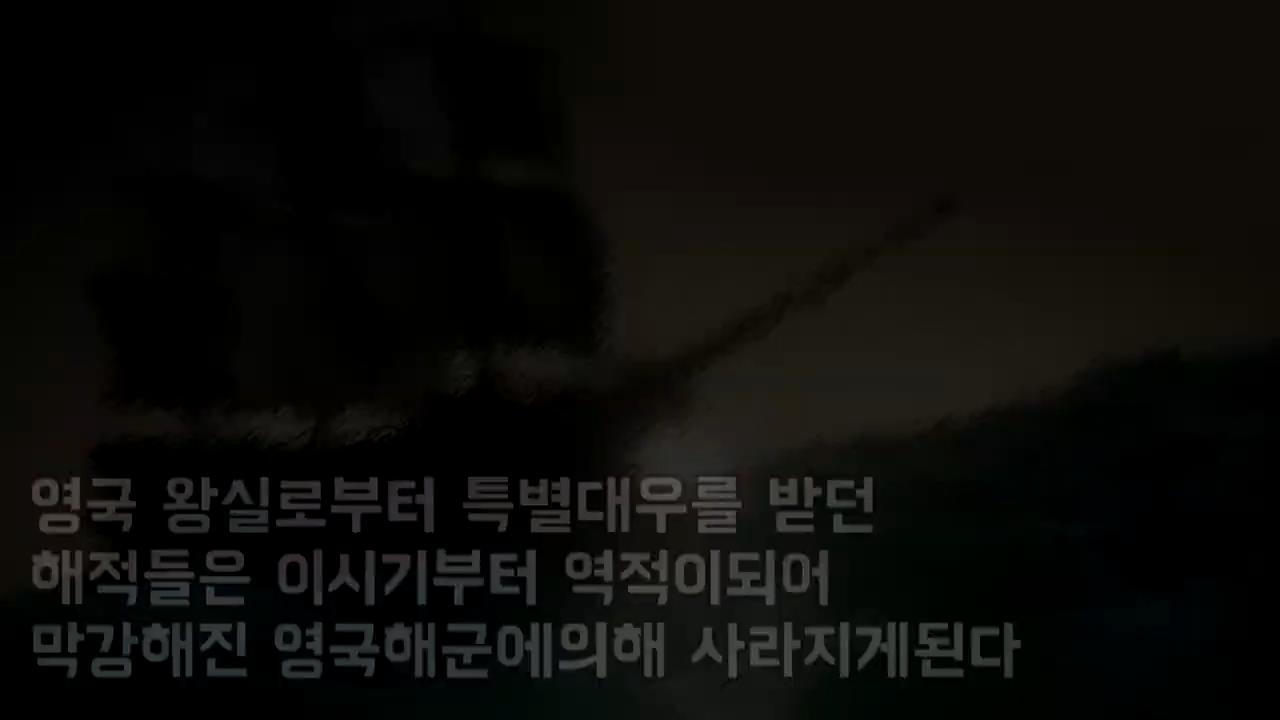 영국 왕실로부터 특별대우를 받던
해적들은 이시기부터 역적이되어
막강해진 영국해군에의해 사라지게된다